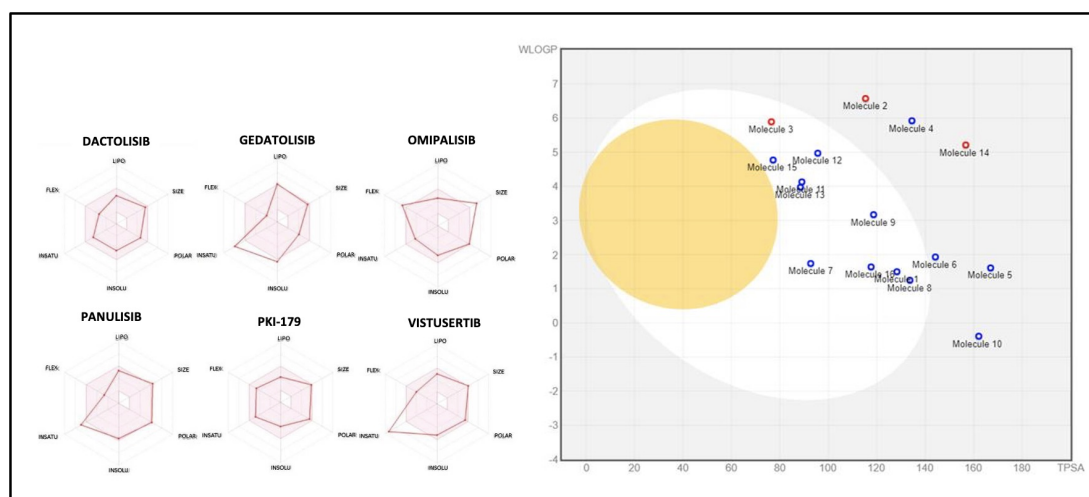 DACTOLISIB
LIPO
FLEX
SIZE
INSATU
POLAR
INSOLU
GEDATOLISIB
LIPO
FLEX
SIZE
INSATU
POLAR
INSOLU
OMIPALISIB
LIPO
FLEX
SIZE
INSATU
POLAR
INSOLU
PANULISIB
LIPO
FLEX
SIZE
INSATU
POLAR
INSOLU
PKI-179
LIPO
FLEX
SIZE
INSATU
POLAR
INSOLU
VISTUSERTIB
LIPO
FLEX
SIZE
INSATU
POLAR
INSOLU
WLOGP
7
6
5
4
3
2
1
0
-1
-2
-3
-4
Molecule 2
Molecule 3
Molecule 4
Molecule 14
Molecule 12
Molecule 15
Molecule 11
Molecule 13
Molecule 9
Molecule 6
Molecule 7
Molecule 16
Molecule 5
Molecule 1
Molecule 8
Molecule 10
0 20 40 60 80 100 120 140 160 180 TPSA